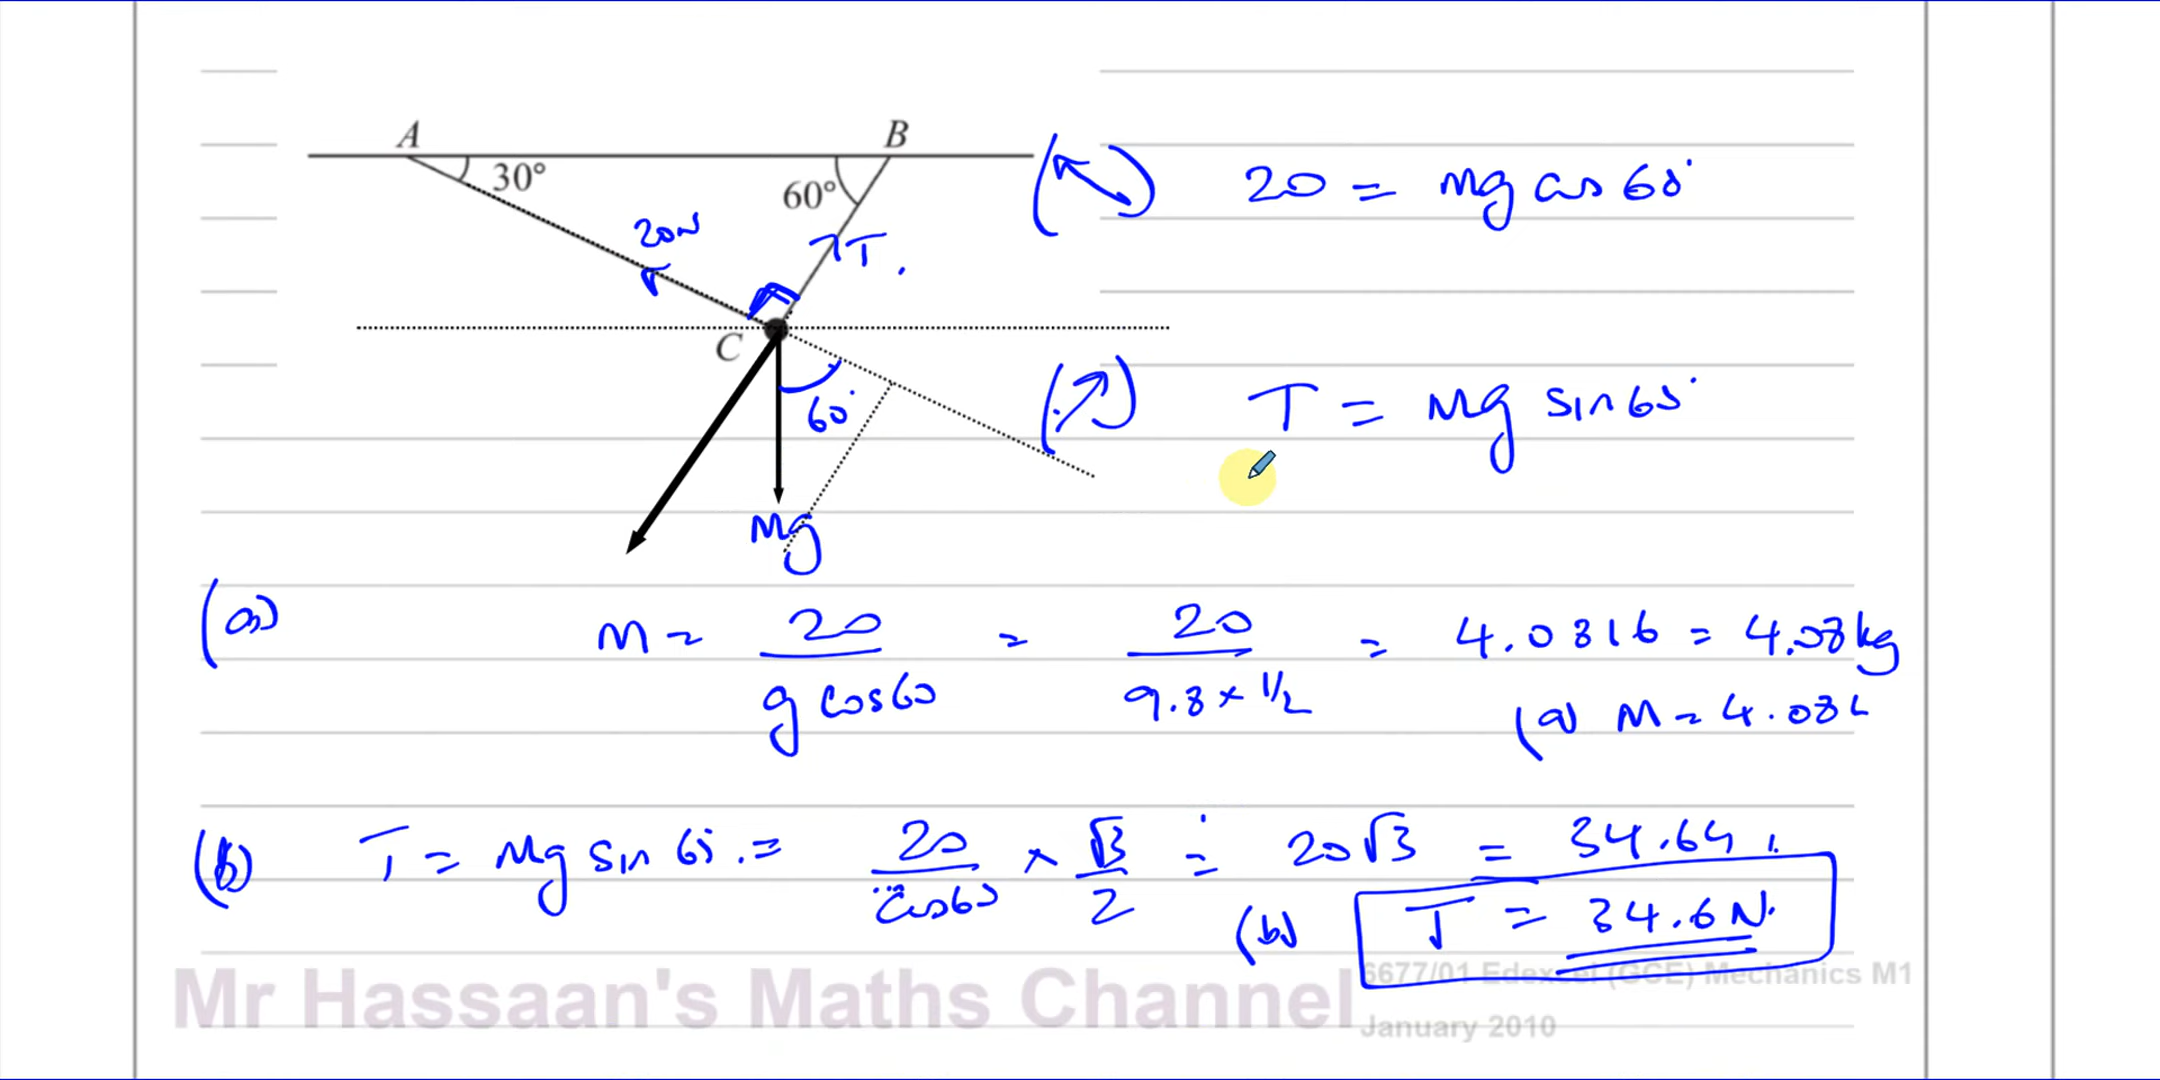 A B
30° 60°
20 = Mg cos 60°
20N T.
C
60°
T = Mg sin 60°
Mg
(a) M = 20 / g cos 60 = 20 / 9.8 × 1/2 = 4.0816 = 4.08kg
(a) M = 4.08k
(b) T = Mg sin 60. = 20 / cos 60 × √3 / 2 = 20√3 = 34.64
(b) T = 34.6N.
Mr Hassaan's Maths Channel
6677/01 Edexcel (GCE) Mechanics M1
January 2010